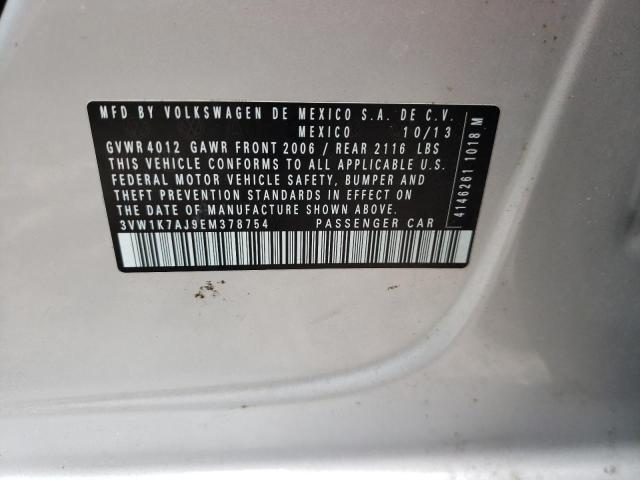 MFD BY VOLKSWAGEN DE MEXICO S.A. DE C.V.
MEXICO 10/13
GVWR 4012 GAWR FRONT 2006 / REAR 2116 LBS
THIS VEHICLE CONFORMS TO ALL APPLICABLE U.S.
FEDERAL MOTOR VEHICLE SAFETY, BUMPER AND
THEFT PREVENTION STANDARDS IN EFFECT ON
THE DATE OF MANUFACTURE SHOWN ABOVE.
3VW1K7AJ9EM378754 PASSENGER CAR
4146261 1018 M